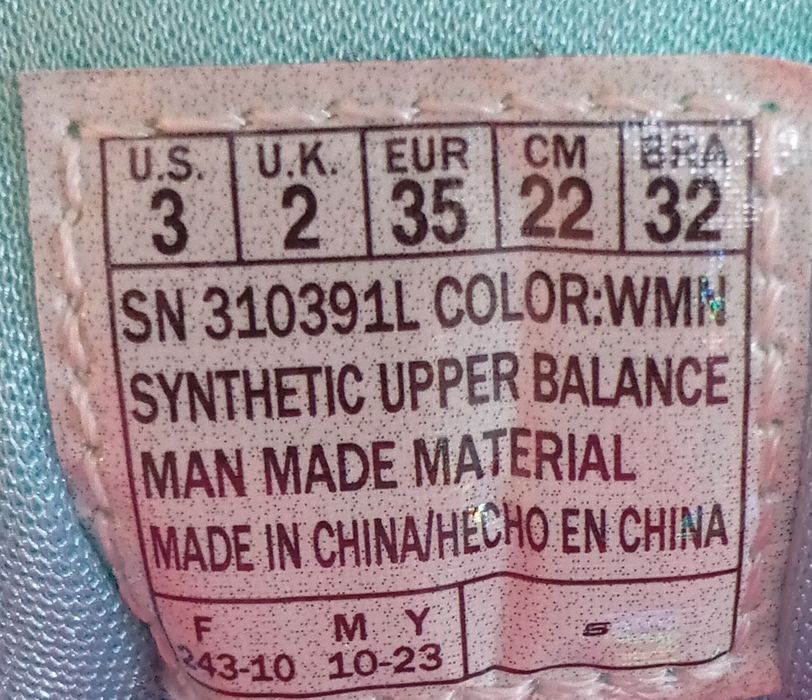 U.S. U.K. EUR CM BRA
3 2 35 22 32
SN 310391L COLOR:WMN
SYNTHETIC UPPER BALANCE
MAN MADE MATERIAL
MADE IN CHINA/HECHO EN CHINA
F M Y
243-10 10-23
S